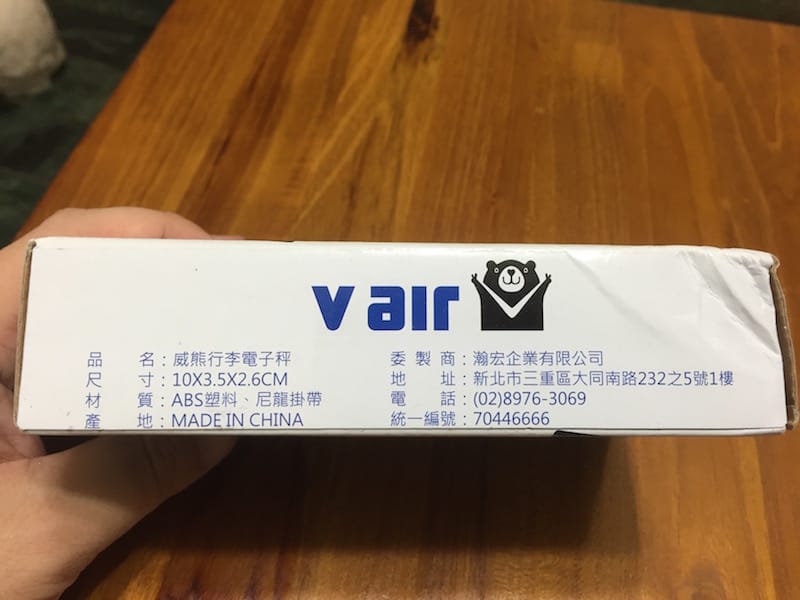 v air
品 名：威熊行李電子秤
尺 寸：10X3.5X2.6CM
材 質：ABS塑料、尼龍掛帶
產 地：MADE IN CHINA
委 製 商：瀚宏企業有限公司
地 址：新北市三重區大同南路232之5號1樓
電 話：(02)8976-3069
統一編號：70446666